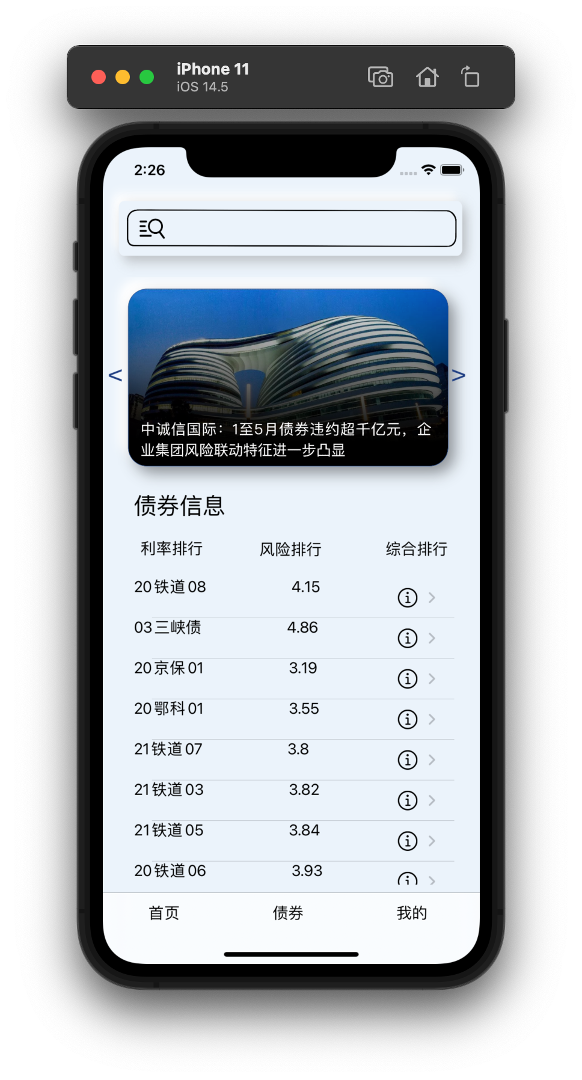 iPhone 11
iOS 14.5
2:26
< >
中诚信国际：1至5月债券违约超千亿元，企
业集团风险联动特征进一步凸显
债券信息
利率排行 风险排行 综合排行
20铁道08 4.15
03三峡债 4.86
20京保01 3.19
20鄂科01 3.55
21铁道07 3.8
21铁道03 3.82
21铁道05 3.84
20铁道06 3.93
首页 债券 我的